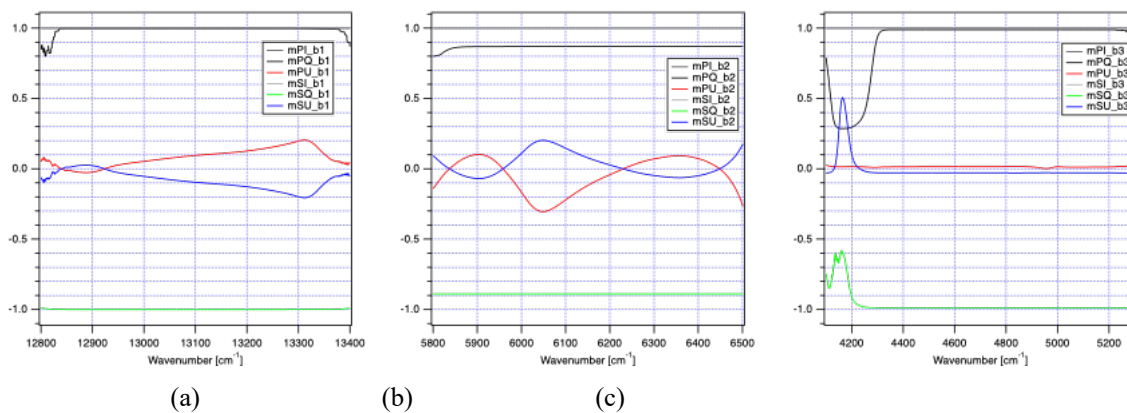 1.0
0.5
0.0
-0.5
-1.0
mPI_b1
mPQ_b1
mPU_b1
mSI_b1
mSQ_b1
mSU_b1
12800 12900 13000 13100 13200 13300 13400
Wavenumber [cm-1]
1.0
0.5
0.0
-0.5
-1.0
mPI_b2
mPQ_b2
mPU_b2
mSI_b2
mSQ_b2
mSU_b2
5800 5900 6000 6100 6200 6300 6400 6500
Wavenumber [cm-1]
1.0
0.5
0.0
-0.5
-1.0
mPI_b3
mPQ_b3
mPU_b3
mSI_b3
mSQ_b3
mSU_b3
4200 4400 4600 4800 5000 5200
Wavenumber [cm-1]
(a) (b) (c)